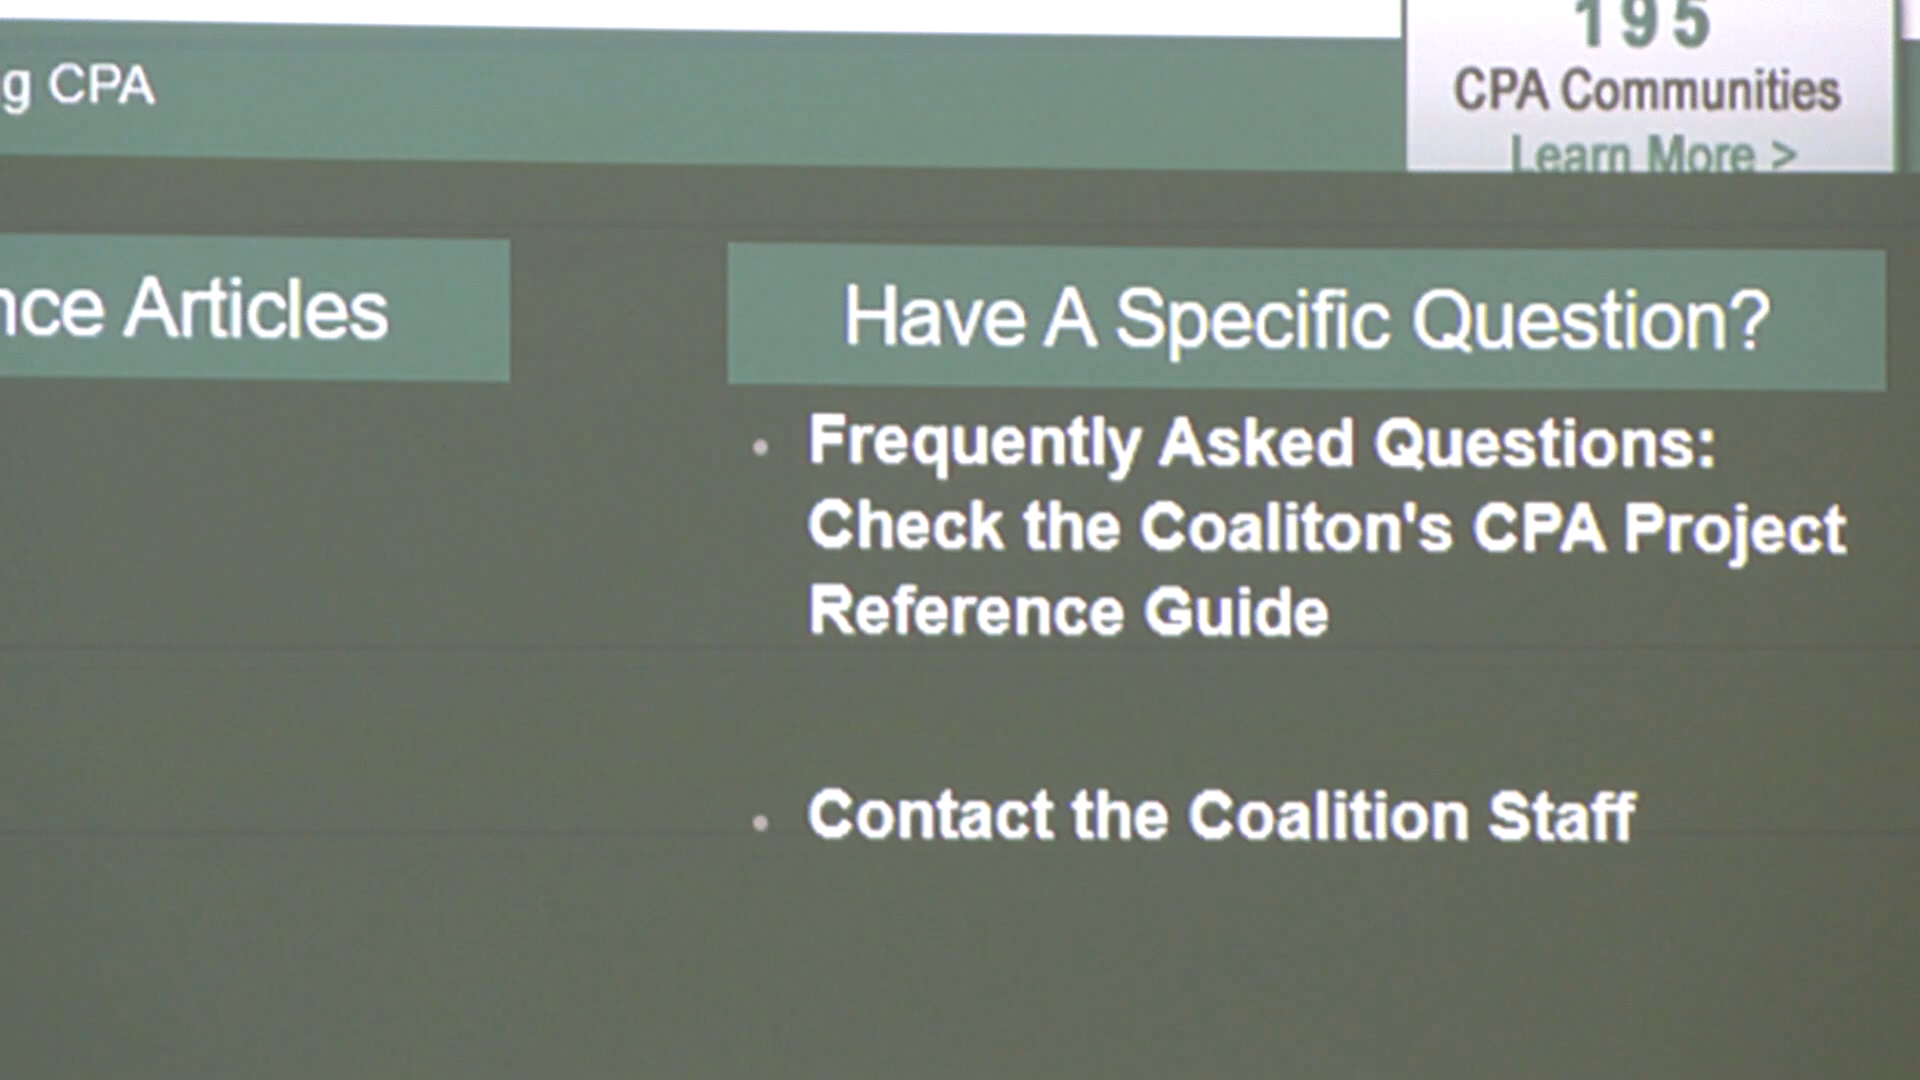 195
g CPA
CPA Communities
Learn More >
nce Articles
Have A Specific Question?
Frequently Asked Questions:
Check the Coaliton's CPA Project
Reference Guide
Contact the Coalition Staff